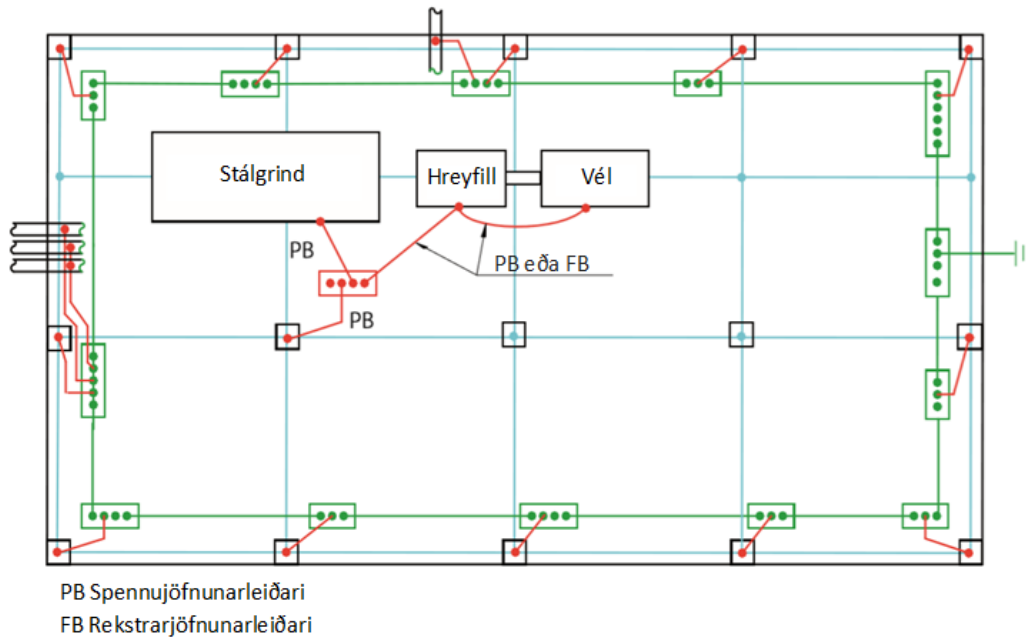 Stálgrind
Hreyfill
Vél
PB
PB eða FB
PB
PB Spennujöfnunarleiðari
FB Rekstrarjöfnunarleiðari